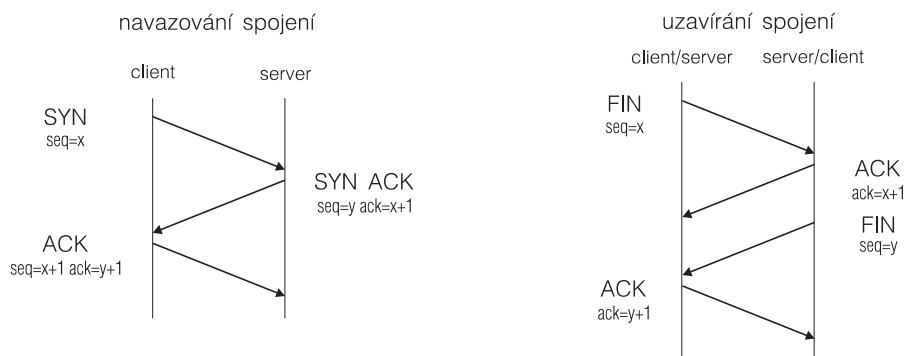 navazování spojení
client server
SYN
seq=x
SYN ACK
seq=y ack=x+1
ACK
seq=x+1 ack=y+1
uzavírání spojení
client/server server/client
FIN
seq=x
ACK
ack=x+1
FIN
seq=y
ACK
ack=y+1